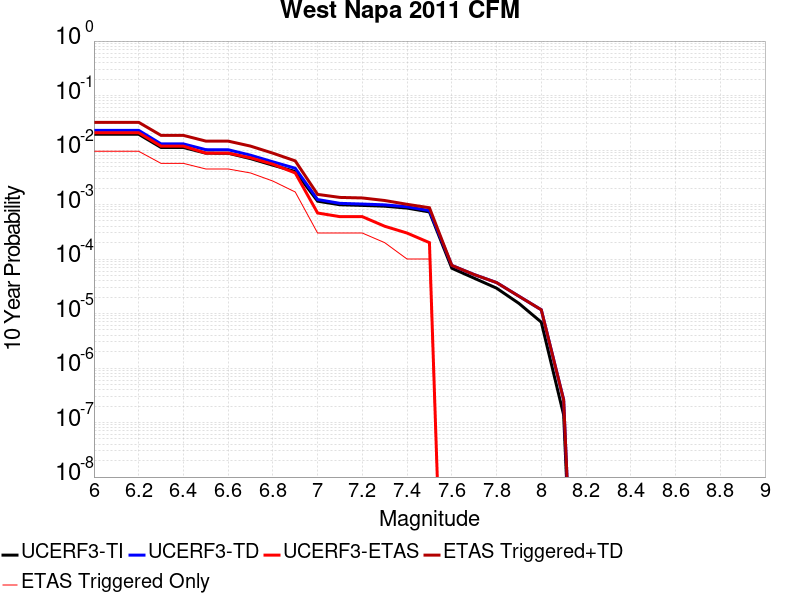 West Napa 2011 CFM
10^0
10^-1
10^-2
10^-3
10^-4
10^-5
10^-6
10^-7
10^-8
10 Year Probability
6 6.2 6.4 6.6 6.8 7 7.2 7.4 7.6 7.8 8 8.2 8.4 8.6 8.8 9
Magnitude
UCERF3-TI UCERF3-TD UCERF3-ETAS ETAS Triggered+TD
ETAS Triggered Only